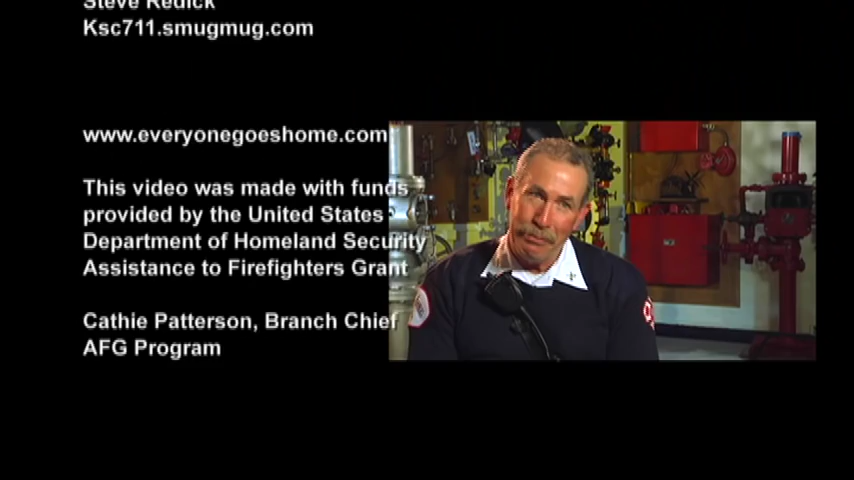 Steve Redick
Ksc711.smugmug.com
www.everyonegoeshome.com
This video was made with funds
provided by the United States
Department of Homeland Security
Assistance to Firefighters Grant
Cathie Patterson, Branch Chief
AFG Program